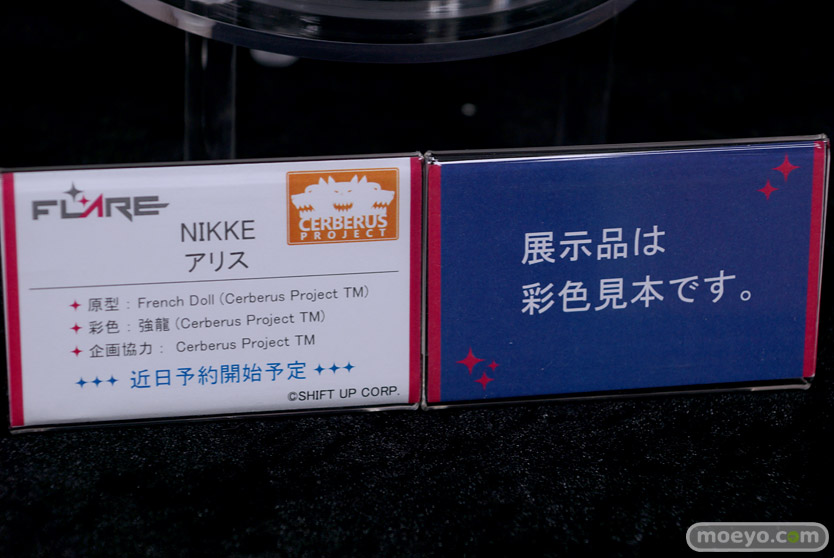 FLARE
CERBERUS
PROJECT
NIKKE
アリス
原型 : French Doll (Cerberus Project TM)
彩色 : 強龍 (Cerberus Project TM)
企画協力 : Cerberus Project TM
近日予約開始予定
©SHIFT UP CORP.
展示品は
彩色見本です。
moeyo.com